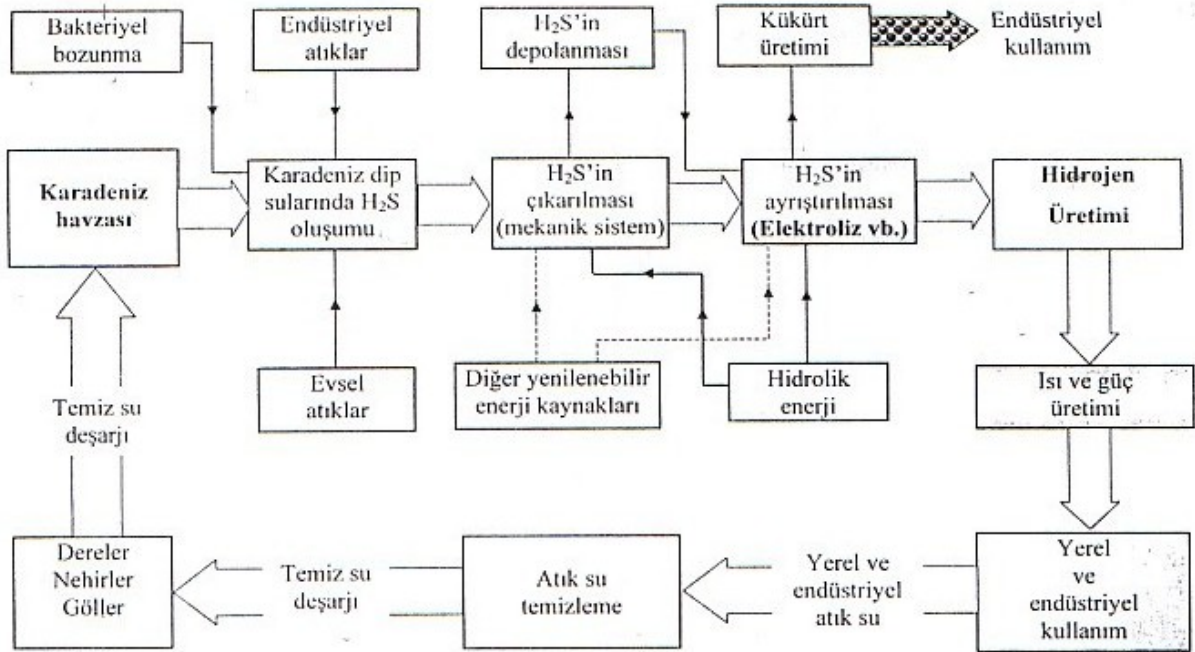 Bakteriyel
bozunma
Endüstriyel
atıklar
H₂S'in
depolanması
Kükürt
üretimi
Endüstriyel
kullanım
Karadeniz
havzası
Karadeniz dip
sularında H₂S
oluşumu
H₂S'in
çıkarılması
(mekanik sistem)
H₂S'in
ayrıştırılması
(Elektroliz vb.)
Hidrojen
Üretimi
Evsel
atıklar
Diğer yenilenebilir
enerji kaynakları
Hidrolik
enerji
Isı ve güç
üretimi
Temiz su
deşarjı
Dereler
Nehirler
Göller
Temiz su
deşarjı
Atık su
temizleme
Yerel ve
endüstriyel
atık su
Yerel
ve
endüstriyel
kullanım